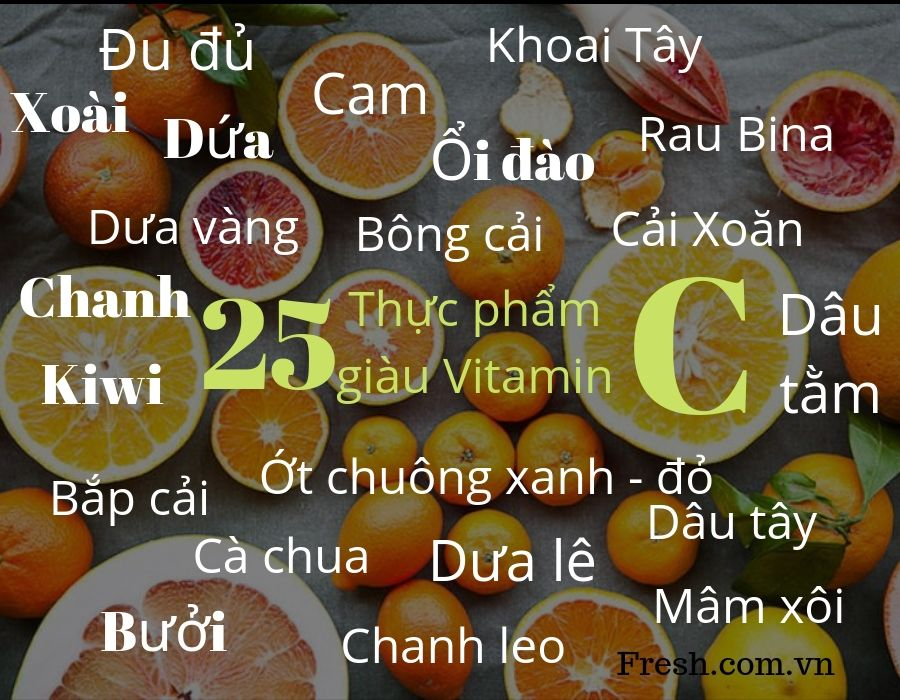 Đu đủ
Khoai Tây
Xoài
Cam
Dứa
Ổi đào
Rau Bina
Dưa vàng
Bông cải
Cải Xoăn
Chanh
25
Thực phẩm
giàu Vitamin
C
Dâu
tằm
Kiwi
Bắp cải
Ớt chuông xanh - đỏ
Dâu tây
Cà chua
Dưa lê
Bưởi
Mâm xôi
Chanh leo
Fresh.com.vn